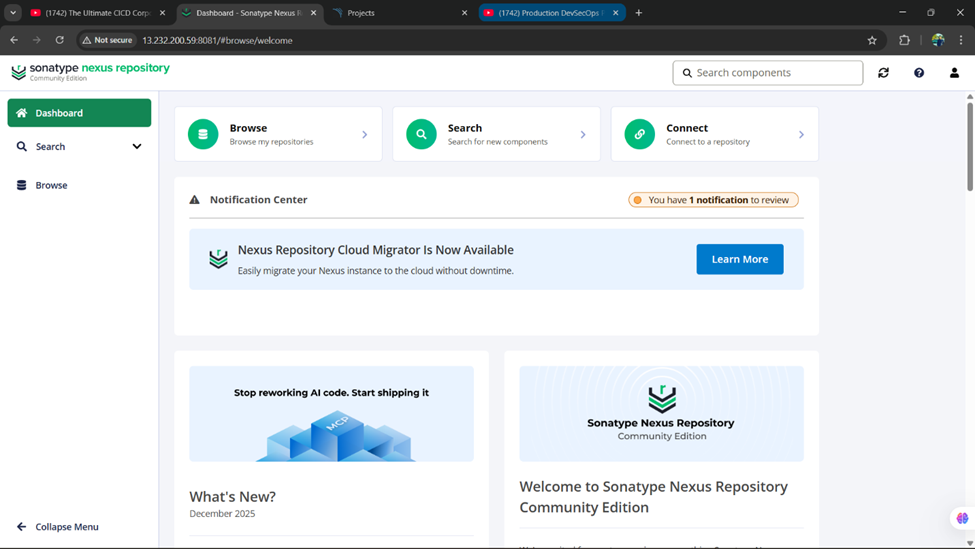 (1742) The Ultimate CICD Corpo
Dashboard - Sonatype Nexus R
Projects
(1742) Production DevSecOps
Not secure
13.232.200.59:8081/#browse/welcome
sonatype nexus repository
Community Edition
Search components
Dashboard
Search
Browse
Collapse Menu
Browse
Browse my repositories
Search
Search for new components
Connect
Connect to a repository
Notification Center
You have 1 notification to review
Nexus Repository Cloud Migrator Is Now Available
Easily migrate your Nexus instance to the cloud without downtime.
Learn More
Stop reworking AI code. Start shipping it
MCP
What's New?
December 2025
r
Sonatype Nexus Repository
Community Edition
Welcome to Sonatype Nexus Repository
Community Edition